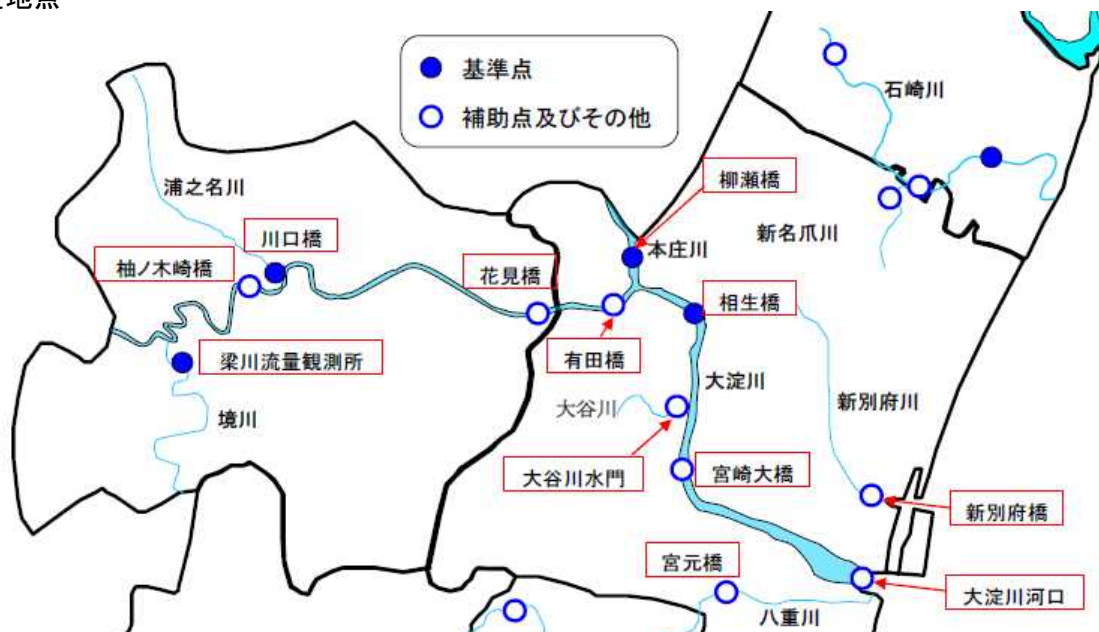 地点
基準点
補助点及びその他
石崎川
浦之名川
柳瀬橋
川口橋
本庄川
新名爪川
柚ノ木崎橋
花見橋
相生橋
梁川流量観測所
有田橋
大淀川
大谷川
新別府川
境川
大谷川水門
宮崎大橋
新別府橋
宮元橋
大淀川河口
八重川